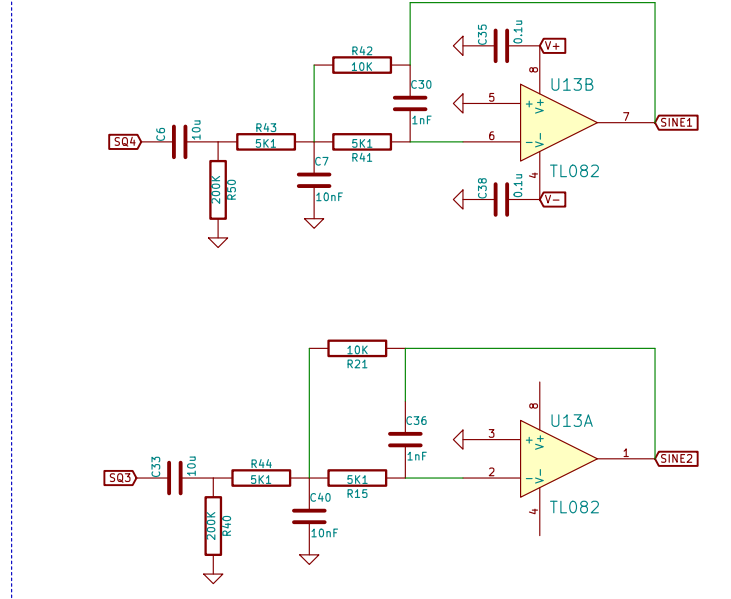 C35
0.1u
V+
R42
10K
8
U13B
C30
5
+
V+
1nF
7
SINE1
C6
10u
R43
SQ4
5K1
5K1
R41
6
-
V-
C7
TL082
200K
R50
10nF
4
C38
0.1u
V-
10K
R21
8
U13A
C36
3
+
V+
1nF
1
SINE2
C33
10u
R44
SQ3
5K1
5K1
R15
2
-
V-
C40
TL082
200K
R40
10nF
4